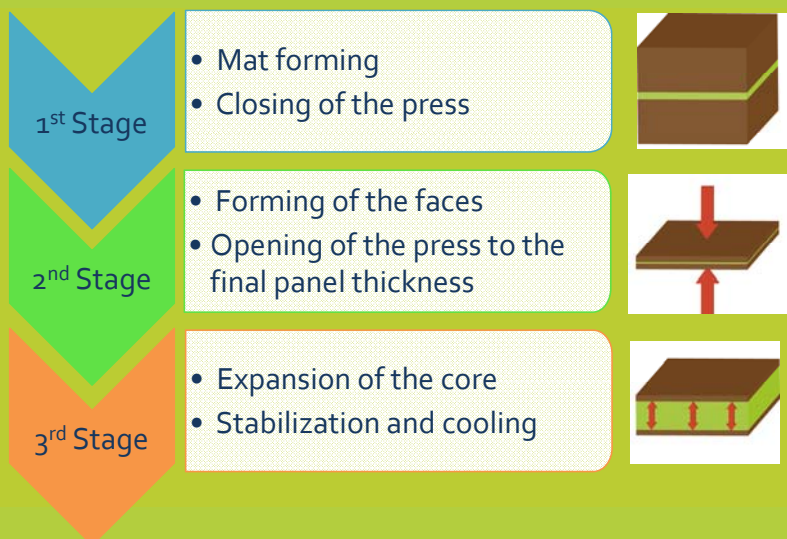 1st Stage
• Mat forming
• Closing of the press
2nd Stage
• Forming of the faces
• Opening of the press to the
final panel thickness
3rd Stage
• Expansion of the core
• Stabilization and cooling